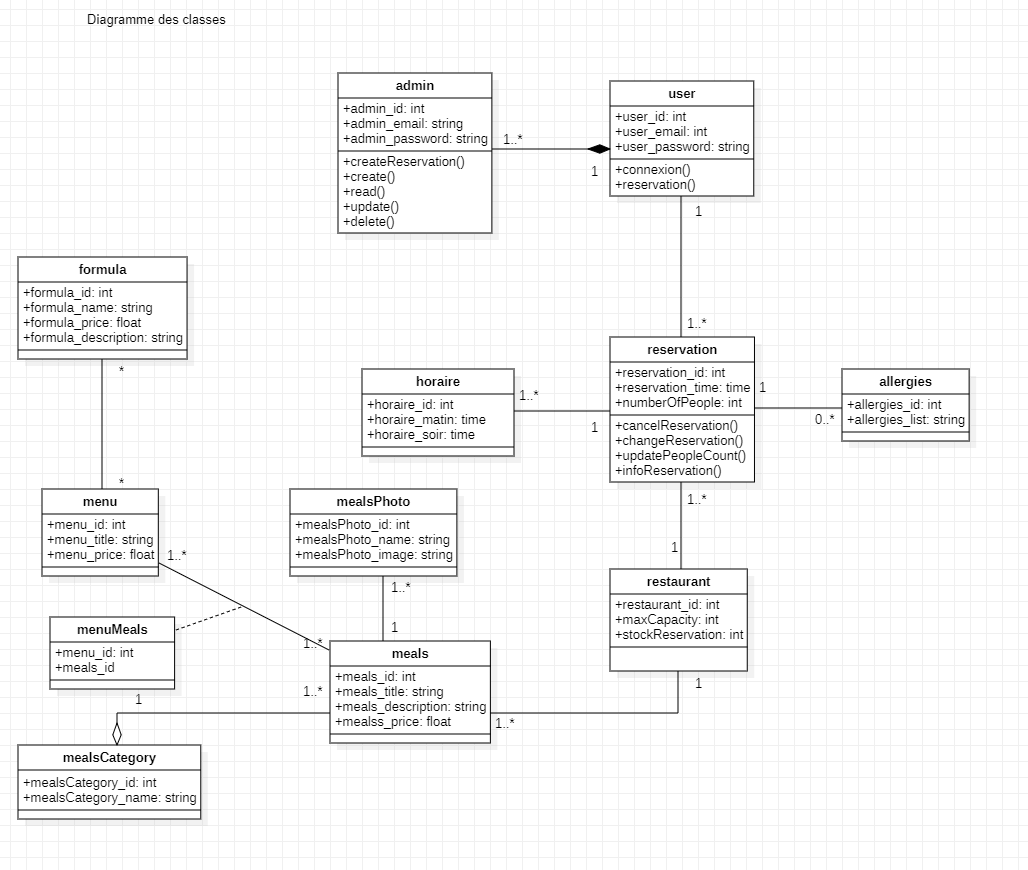 Diagramme des classes
admin
+admin_id: int
+admin_email: string
+admin_password: string
+createReservation()
+create()
+read()
+update()
+delete()
1..*
1
user
+user_id: int
+user_email: int
+user_password: string
+connexion()
+reservation()
1
1..*
formula
+formula_id: int
+formula_name: string
+formula_price: float
+formula_description: string
*
*
horaire
+horaire_id: int
+horaire_matin: time
+horaire_soir: time
1..*
1
reservation
+reservation_id: int
+reservation_time: time
+numberOfPeople: int
+cancelReservation()
+changeReservation()
+updatePeopleCount()
+infoReservation()
1
0..*
allergies
+allergies_id: int
+allergies_list: string
1..*
1
menu
+menu_id: int
+menu_title: string
+menu_price: float
1..*
1..*
mealsPhoto
+mealsPhoto_id: int
+mealsPhoto_name: string
+mealsPhoto_image: string
1..*
1
restaurant
+restaurant_id: int
+maxCapacity: int
+stockReservation: int
1
1..*
menuMeals
+menu_id: int
+meals_id
meals
+meals_id: int
+meals_title: string
+meals_description: string
+mealss_price: float
1..*
1
mealsCategory
+mealsCategory_id: int
+mealsCategory_name: string